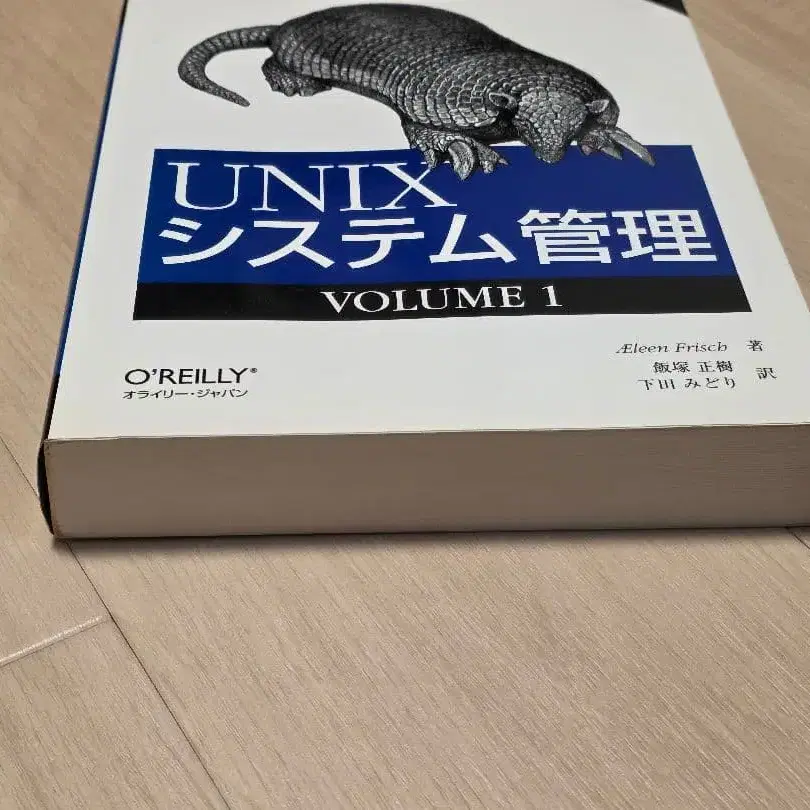 UNIX
システム管理
VOLUME 1
Æleen Frisch 著
飯塚 正樹
下田 みどり 訳
O'REILLY®
オライリー・ジャパン